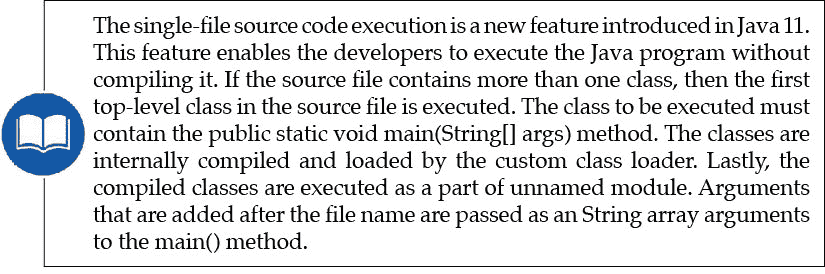 The single-file source code execution is a new feature introduced in Java 11.
This feature enables the developers to execute the Java program without
compiling it. If the source file contains more than one class, then the first
top-level class in the source file is executed. The class to be executed must
contain the public static void main(String[] args) method. The classes are
internally compiled and loaded by the custom class loader. Lastly, the
compiled classes are executed as a part of unnamed module. Arguments
that are added after the file name are passed as an String array arguments
to the main() method.